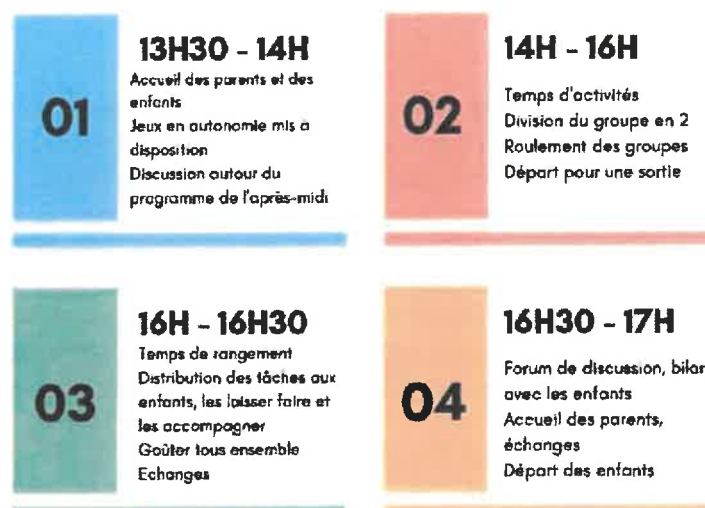 01
13H30 - 14H
Accueil des parents et des
enfants
Jeux en autonomie mis à
disposition
Discussion autour du
programme de l'après-midi
02
14H - 16H
Temps d'activités
Division du groupe en 2
Roulement des groupes
Départ pour une sortie
03
16H - 16H30
Temps de rangement
Distribution des tâches aux
enfants, les laisser faire et
les accompagner
Goûter tous ensemble
Echanges
04
16H30 - 17H
Forum de discussion, bilan
avec les enfants
Accueil des parents,
échanges
Départ des enfants